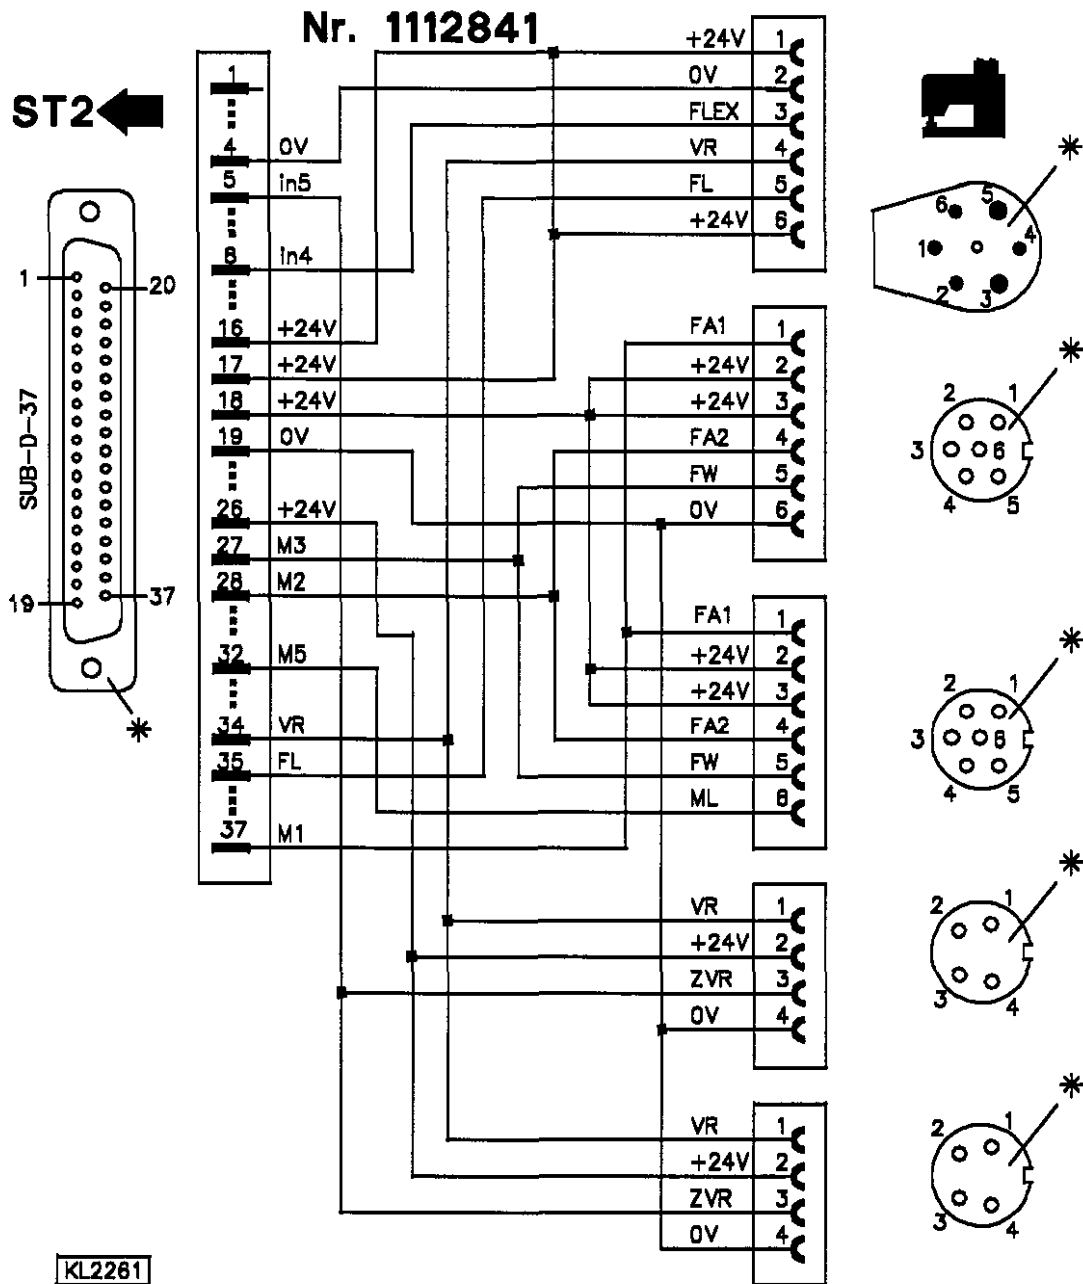 Nr. 1112841
ST2
SUB-D-37
1
20
19
37
1
4 0V
5 in5
8 in4
16 +24V
17 +24V
18 +24V
19 0V
26 +24V
27 M3
28 M2
32 M5
34 VR
35 FL
37 M1
+24V 1
0V 2
FLEX 3
VR 4
FL 5
+24V 6
FA1 1
+24V 2
+24V 3
FA2 4
FW 5
0V 6
FA1 1
+24V 2
+24V 3
FA2 4
FW 5
ML 6
VR 1
+24V 2
ZVR 3
0V 4
VR 1
+24V 2
ZVR 3
0V 4
*
6 5
1 4
2 3
*
2 1
3 6
4 5
*
2 1
3 6
4 5
*
2 1
3 4
*
2 1
3 4
*
KL2261